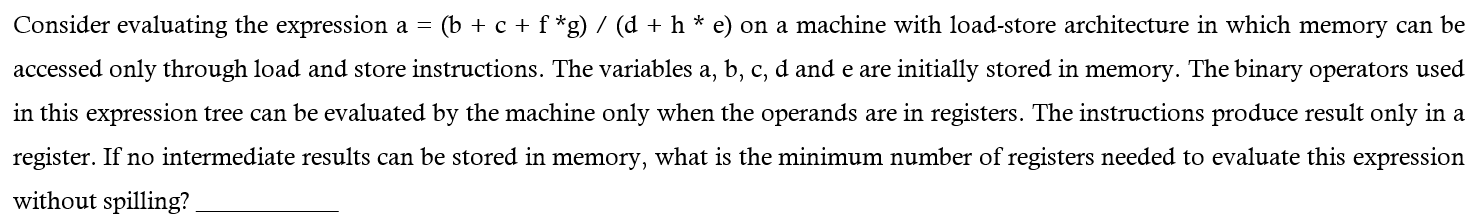 Consider evaluating the expression a = (b + c + f *g) / (d + h * e) on a machine with load-store architecture in which memory can be
accessed only through load and store instructions. The variables a, b, c, d and e are initially stored in memory. The binary operators used
in this expression tree can be evaluated by the machine only when the operands are in registers. The instructions produce result only in a
register. If no intermediate results can be stored in memory, what is the minimum number of registers needed to evaluate this expression
without spilling? ____________